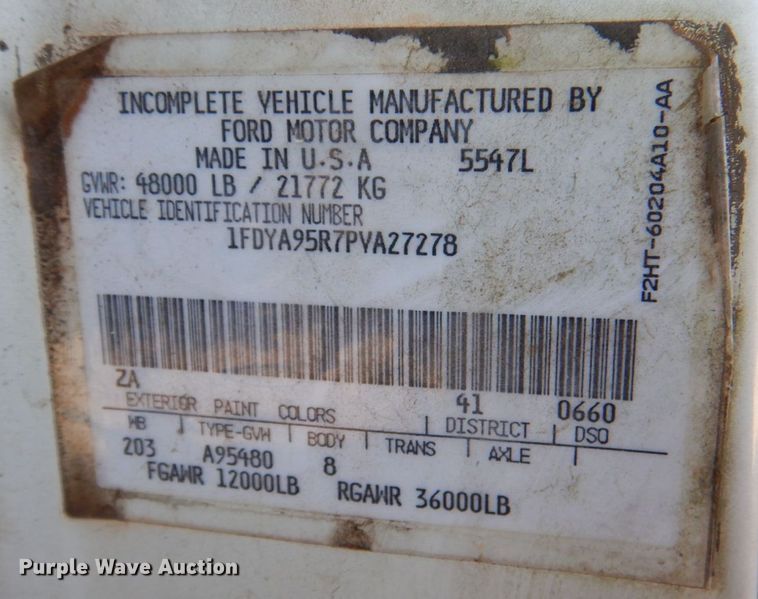 INCOMPLETE VEHICLE MANUFACTURED BY
FORD MOTOR COMPANY
MADE IN U.S.A 5547L
GVWR: 48000 LB / 21772 KG
VEHICLE IDENTIFICATION NUMBER
1FDYA95R7PVA27278
F2HT-60204A10-AA
ZA 41 0660
EXTERIOR PAINT COLORS DISTRICT DSO
WB TYPE-GVW BODY TRANS AXLE
203 A95480 8
FGAWR 12000LB RGAWR 36000LB
Purple Wave Auction